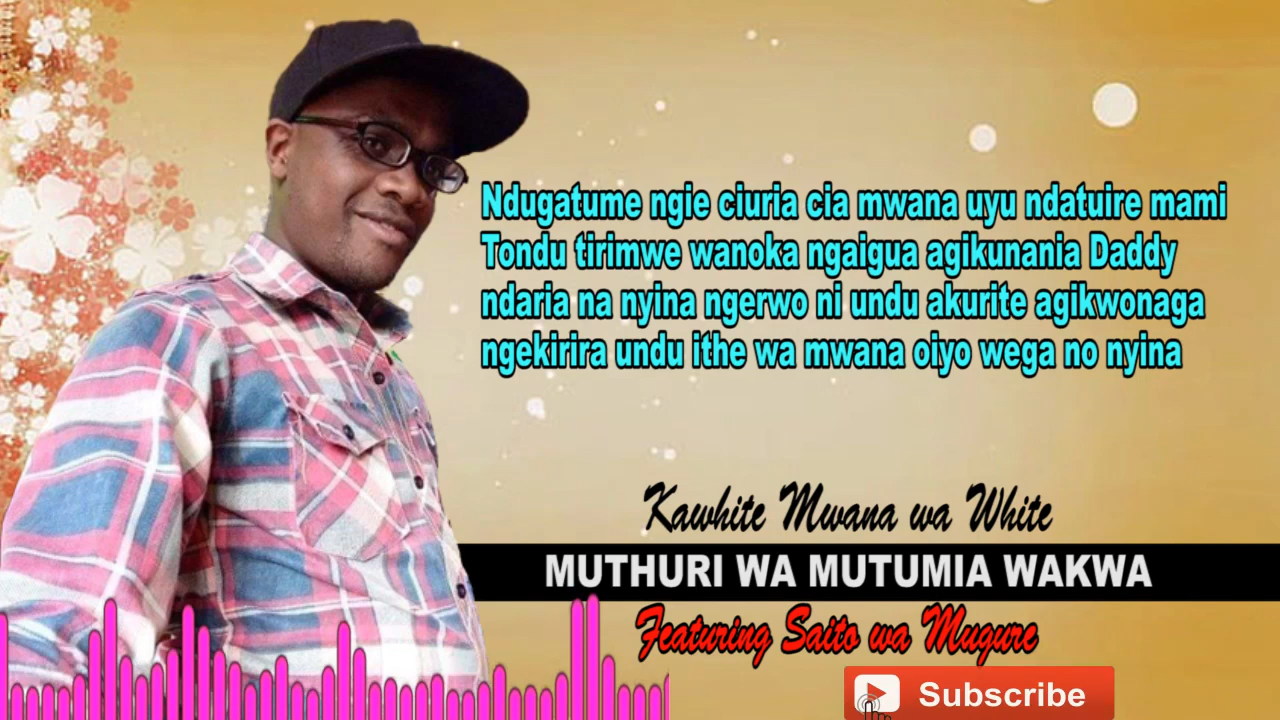 Ndugatume ngie ciuria cia mwana uyu ndatuire mami
Tondu tirimwe wanoka ngaigua agikunania Daddy
ndaria na nyina ngerwo ni undu akurite agikwonaga
ngekirira undu ithe wa mwana oiyo wega no nyina
Kawhite Mwana wa White
MUTHURI WA MUTUMIA WAKWA
Featuring Saito wa Mugure
Subscribe